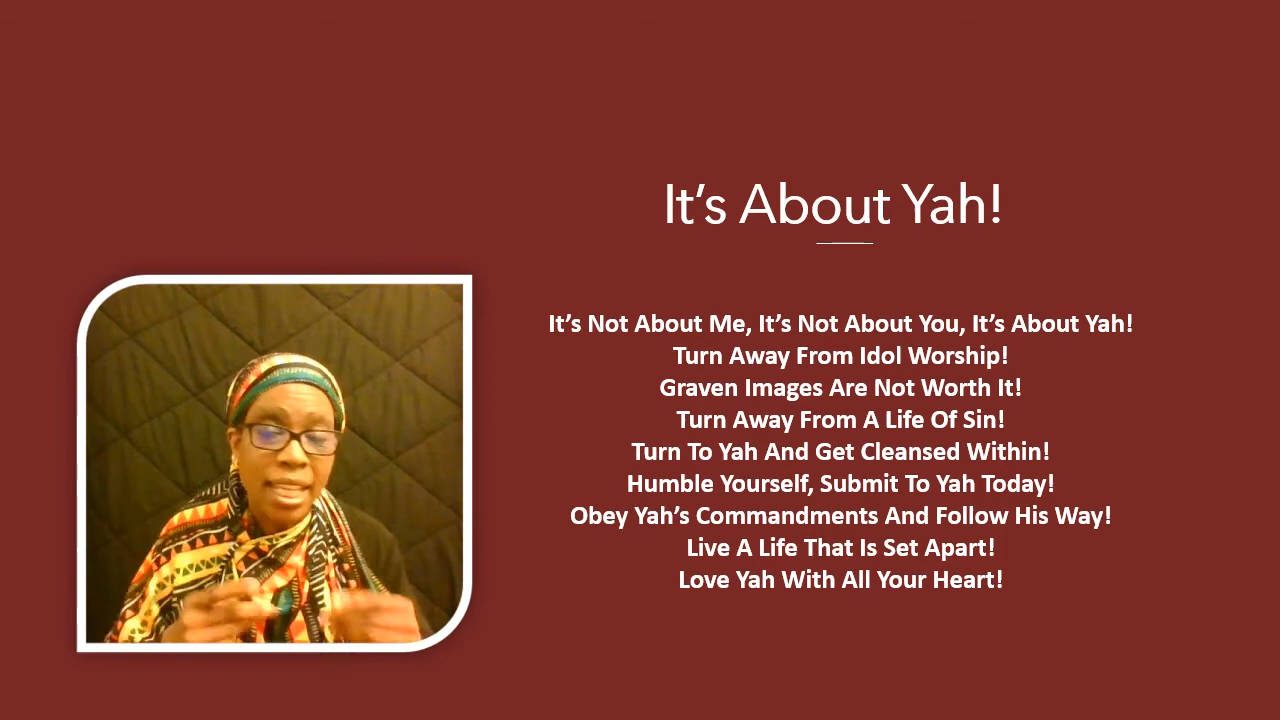 It's About Yah!
It's Not About Me, It's Not About You, It's About Yah!
Turn Away From Idol Worship!
Graven Images Are Not Worth It!
Turn Away From A Life Of Sin!
Turn To Yah And Get Cleansed Within!
Humble Yourself, Submit To Yah Today!
Obey Yah's Commandments And Follow His Way!
Live A Life That Is Set Apart!
Love Yah With All Your Heart!